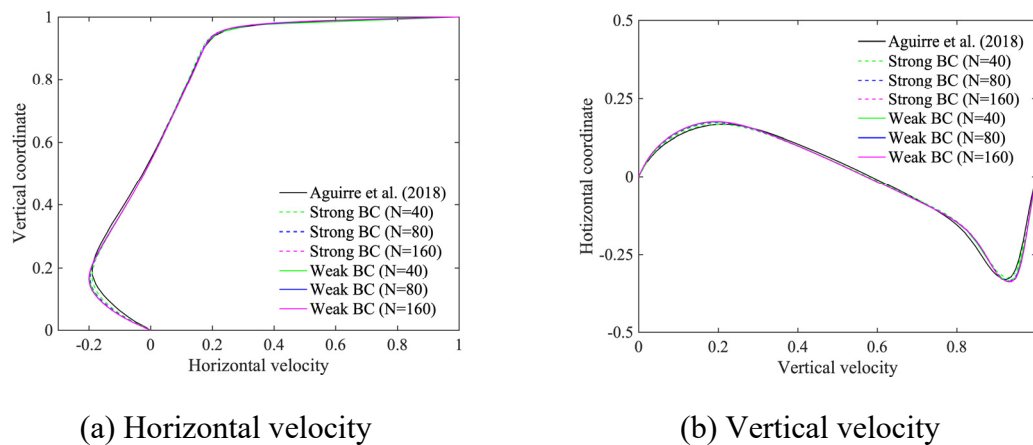 1
0.8
0.6
0.4
0.2
0
Vertical coordinate
-0.2 0 0.2 0.4 0.6 0.8 1
Horizontal velocity
Aguirre et al. (2018)
Strong BC (N=40)
Strong BC (N=80)
Strong BC (N=160)
Weak BC (N=40)
Weak BC (N=80)
Weak BC (N=160)
(a) Horizontal velocity
0.5
0.25
0
-0.25
-0.5
Hotizontal coordinate
0 0.2 0.4 0.6 0.8
Vertical velocity
Aguirre et al. (2018)
Strong BC (N=40)
Strong BC (N=80)
Strong BC (N=160)
Weak BC (N=40)
Weak BC (N=80)
Weak BC (N=160)
(b) Vertical velocity